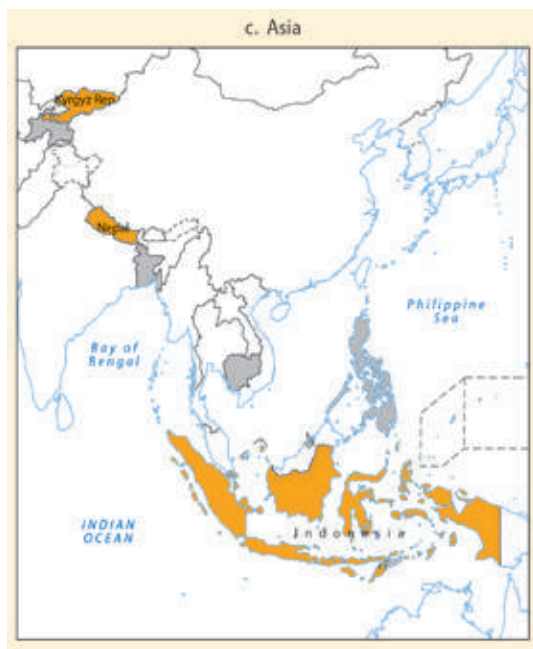 c. Asia
Kyrgyz Rep
Nepal
Philippine
Sea
Bay of
Bengal
INDIAN
OCEAN
Indonesia